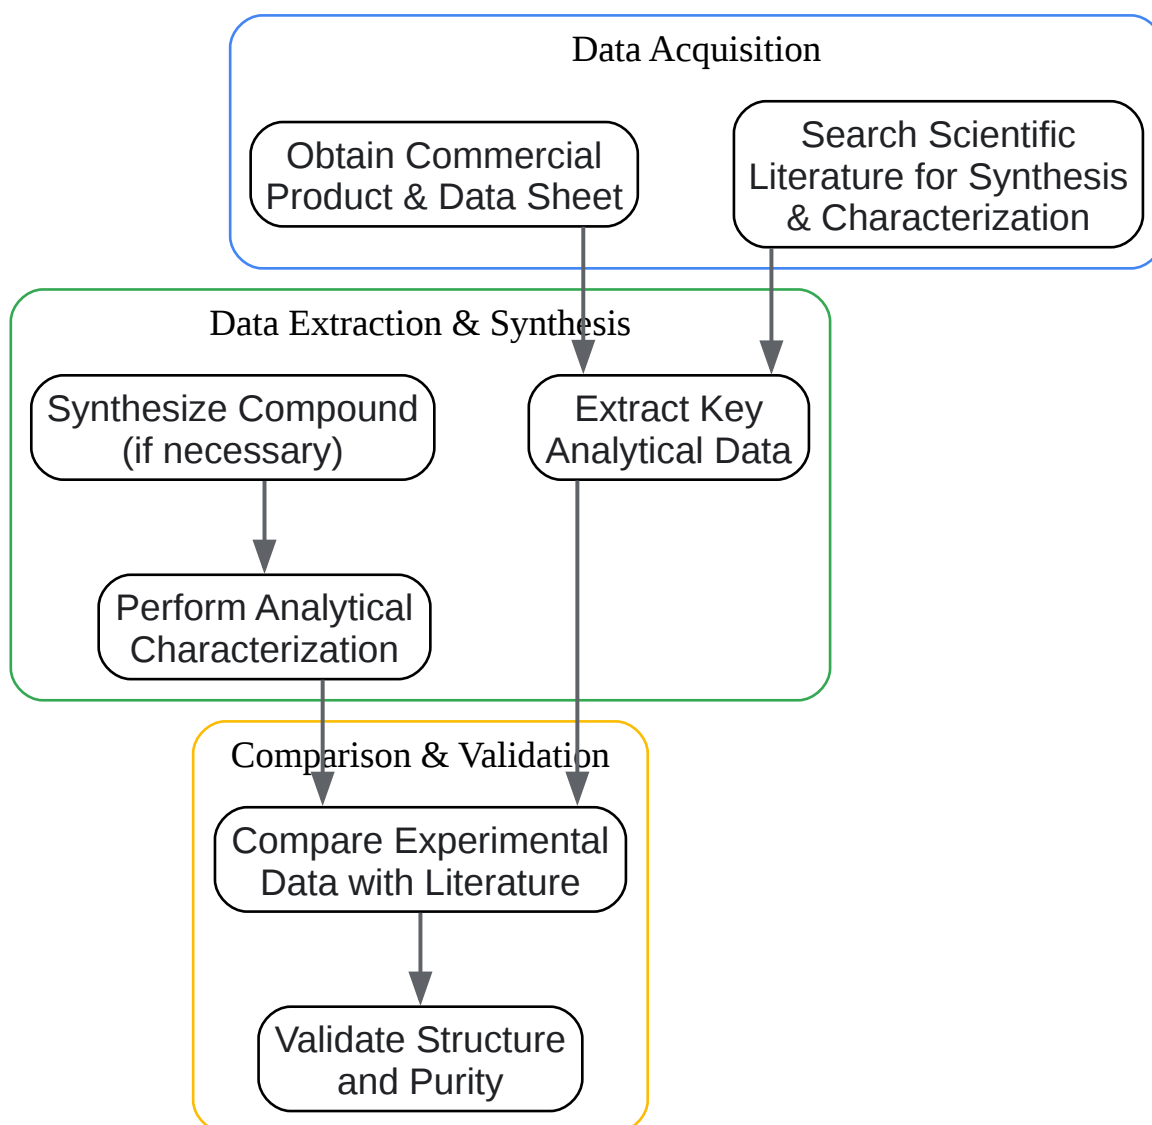 Data Acquisition
Obtain Commercial
Product & Data Sheet
Search Scientific
Literature for Synthesis
& Characterization
Data Extraction & Synthesis
Synthesize Compound
(if necessary)
Extract Key
Analytical Data
Perform Analytical
Characterization
Comparison & Validation
Compare Experimental
Data with Literature
Validate Structure
and Purity